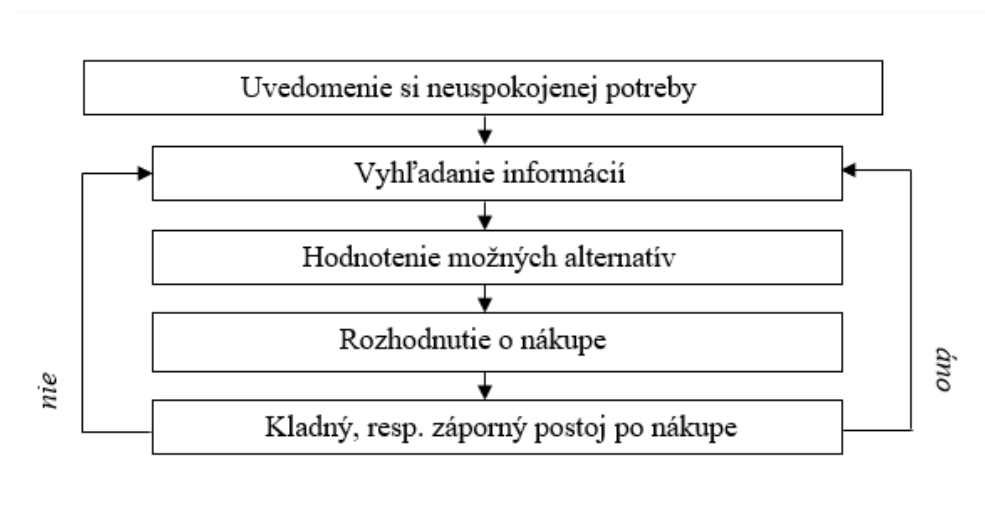 Uvedomenie si neuspokojenej potreby
Vyhľadanie informácií
Hodnotenie možných alternatív
Rozhodnutie o nákupe
nie
áno
Kladný, resp. záporný postoj po nákupe